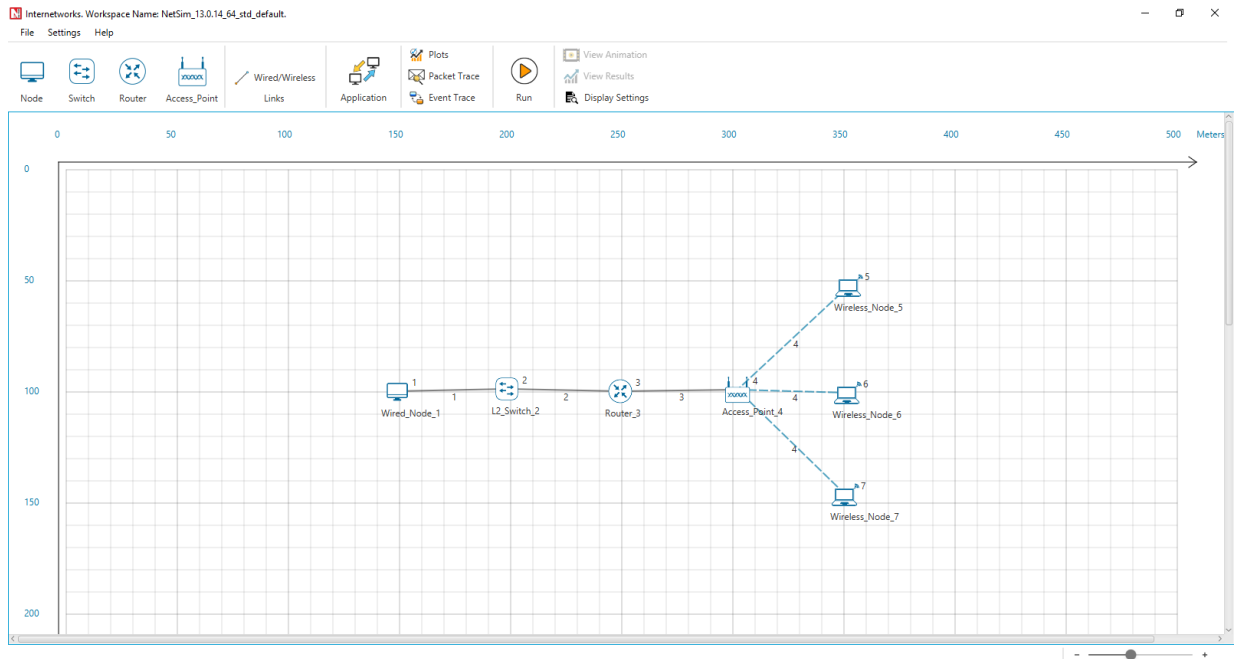 Internetworks. Workspace Name: NetSim_13.0.14_64_std_default.
File Settings Help
Node
Switch
Router
Access_Point
Wired/Wireless
Links
Application
Plots
Packet Trace
Event Trace
Run
View Animation
View Results
Display Settings
0 50 100 150 200 250 300 350 400 450 500 Meters
0
50
100
150
200
5
Wireless_Node_5
4
1 2 3 4 6
1 2 3 4
Wired_Node_1 L2_Switch_2 Router_3 Access_Point_4 Wireless_Node_6
4
7
Wireless_Node_7